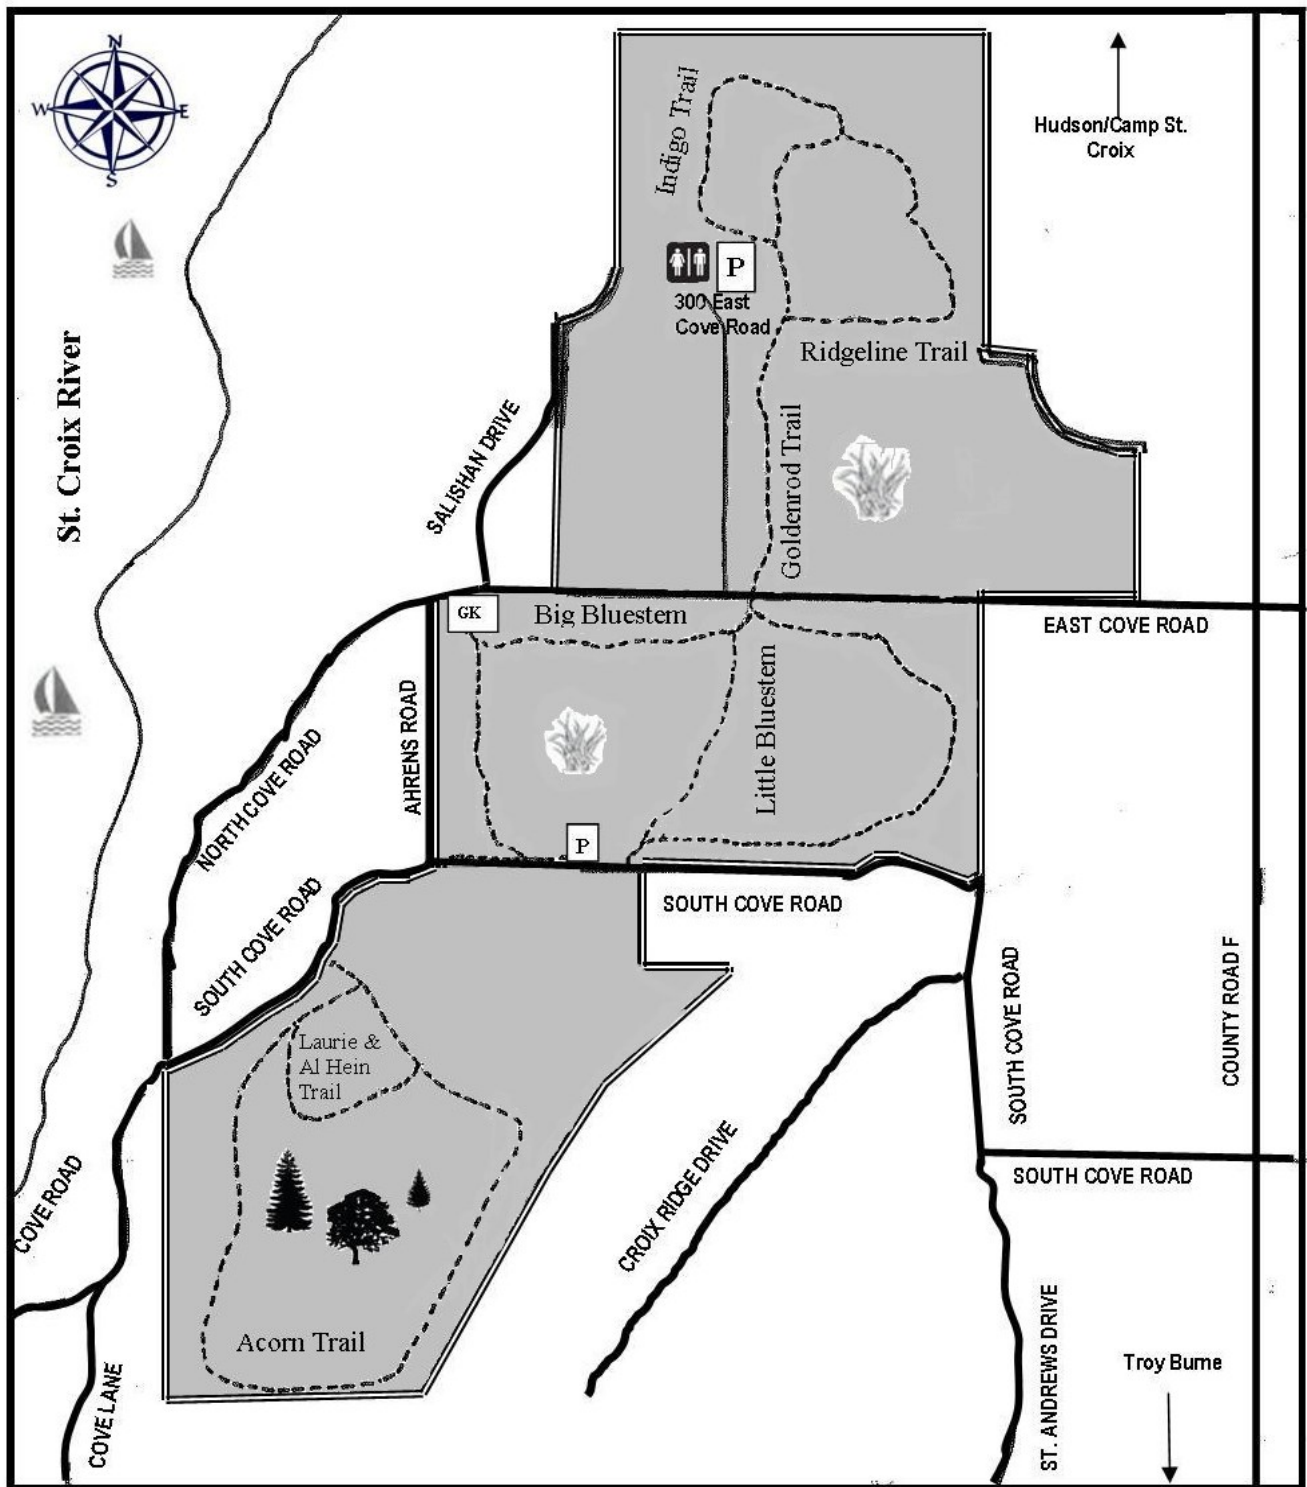 N
W
E
S
Hudson/Camp St.
Croix
Indigo Trail
P
300 East
Cove Road
Ridgeline Trail
St. Croix River
SALISHAN DRIVE
Goldenrod Trail
GK
Big Bluestem
EAST COVE ROAD
AHRENS ROAD
Little Bluestem
NORTH COVE ROAD
P
SOUTH COVE ROAD
SOUTH COVE ROAD
SOUTH COVE ROAD
COUNTY ROAD F
Laurie &
Al Hein
Trail
COVE ROAD
CROIX RIDGE DRIVE
SOUTH COVE ROAD
Acorn Trail
COVE LANE
ST. ANDREWS DRIVE
Troy Burne